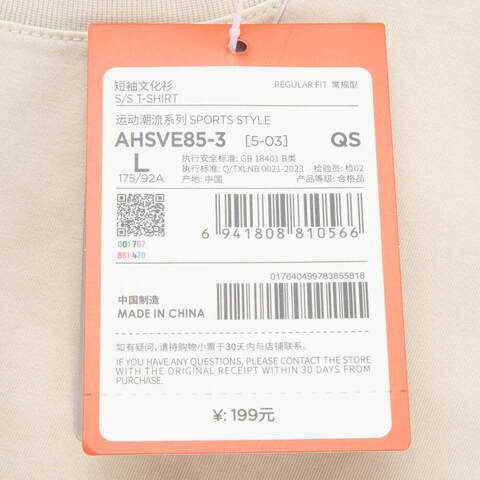 短袖文化衫
S/S T-SHIRT
REGULAR FIT 常规型
运动潮流系列 SPORTS STYLE
AHSVE85-3 [5-03] QS
L
175/92A
执行安全标准: GB 18401 B类
执行标准: Q/TXLNB 0021-2023 检验员: 检02
产地: 中国 产品等级: 合格品
001 787
881 470
6 941808 810566
017640499783855818
中国制造
MADE IN CHINA
如有疑问，请持购物小票于30天内与店铺联系
IF YOU HAVE ANY QUESTIONS, PLEASE CONTACT THE STORE
WITH THE ORIGINAL RECEIPT WITHIN 30 DAYS FROM
PURCHASE.
¥: 199元